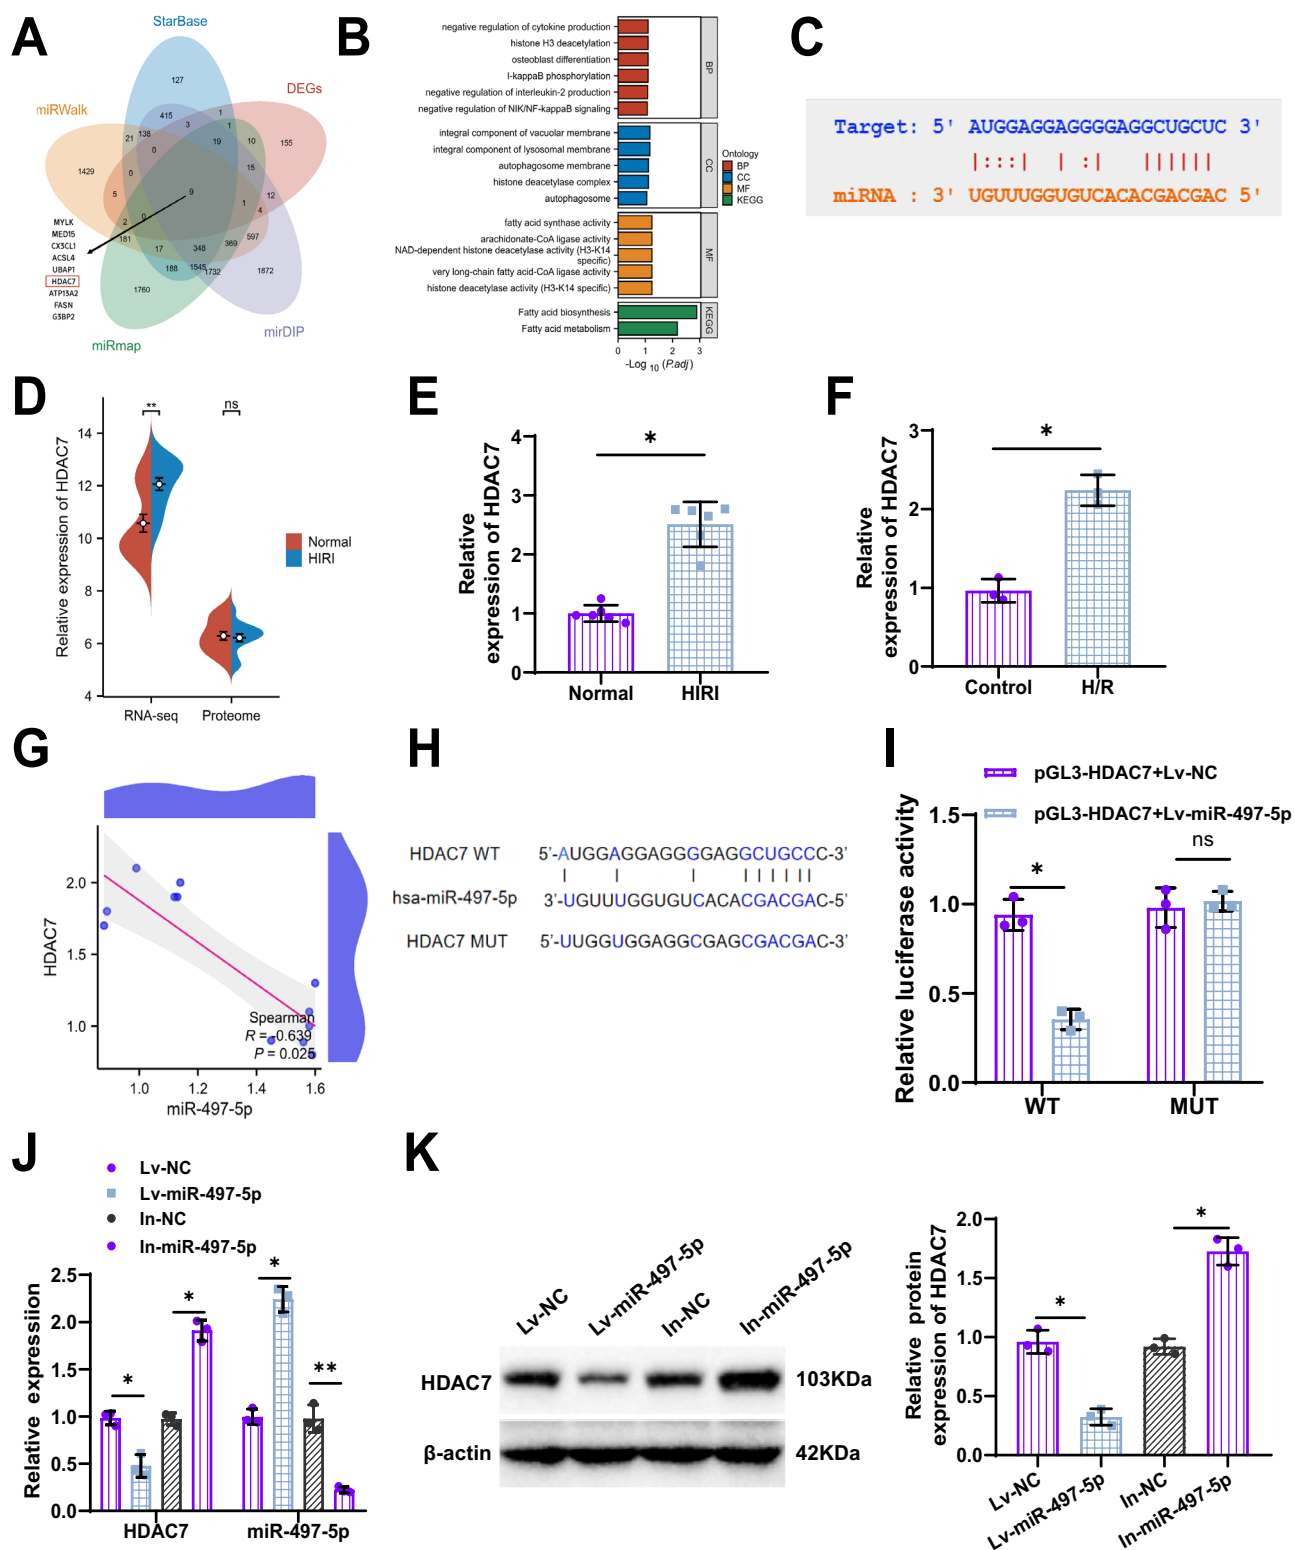 A
StarBase
DEGs
miRWalk
mirDIP
miRmap
127
415
1
3
1
138
21
19
10
155
0
15
1429
0
9
12
5
1
4
2
0
181
17
348
369
597
188
1545
1732
1872
1760
MYLK
MED15
CX3CL1
ACSL4
UBAP1
HDAC7
ATP13A2
FASN
G3BP2
B
negative regulation of cytokine production
histone H3 deacetylation
osteoblast differentiation
I-kappaB phosphorylation
negative regulation of interleukin-2 production
negative regulation of NIK/NF-kappaB signaling
BP
integral component of vacuolar membrane
integral component of lysosomal membrane
autophagosome membrane
histone deacetylase complex
autophagosome
CC
fatty acid synthase activity
arachidonate-CoA ligase activity
NAD-dependent histone deacetylase activity (H3-K14
specific)
very long-chain fatty acid-CoA ligase activity
histone deacetylase activity (H3-K14 specific)
MF
Fatty acid biosynthesis
Fatty acid metabolism
KEGG
0 1 2 3
-Log 10 (P.adj)
Ontology
BP
CC
MF
KEGG
C
Target: 5' AUGGAGGAGGGGAGGCUGCUC 3'
|:::| | :| ||||||
miRNA : 3' UGUUUGGUGUCACACGACGAC 5'
D
Relative expression of HDAC7
14
12
10
8
6
4
**
ns
RNA-seq Proteome
Normal
HIRI
E
Relative
expression of HDAC7
4
3
2
1
0
*
Normal HIRI
F
Relative
expression of HDAC7
3
2
1
0
*
Control H/R
G
HDAC7
2.0
1.5
1.0
Spearman
R = -0.639
P = 0.025
1.0 1.2 1.4 1.6
miR-497-5p
H
HDAC7 WT 5'-AUGGAGGAGGGGAGGCUGCCC-3'
hsa-miR-497-5p 3'-UGUUUGGUGUCACACGACGAC-5'
HDAC7 MUT 5'-UUGGUGGAGGCGAGCGACGAC-3'
I
pGL3-HDAC7+Lv-NC
pGL3-HDAC7+Lv-miR-497-5p
Relative luciferase activity
1.5
1.0
0.5
0.0
*
ns
WT MUT
J
Lv-NC
Lv-miR-497-5p
In-NC
In-miR-497-5p
Relative expressiion
2.5
2.0
1.5
1.0
0.5
0.0
*
*
*
**
HDAC7 miR-497-5p
K
Lv-NC
Lv-miR-497-5p
In-NC
In-miR-497-5p
HDAC7 103KDa
β-actin 42KDa
Relative protein
expression of HDAC7
2.0
1.5
1.0
0.5
0.0
*
*
Lv-NC
Lv-miR-497-5p
In-NC
In-miR-497-5p